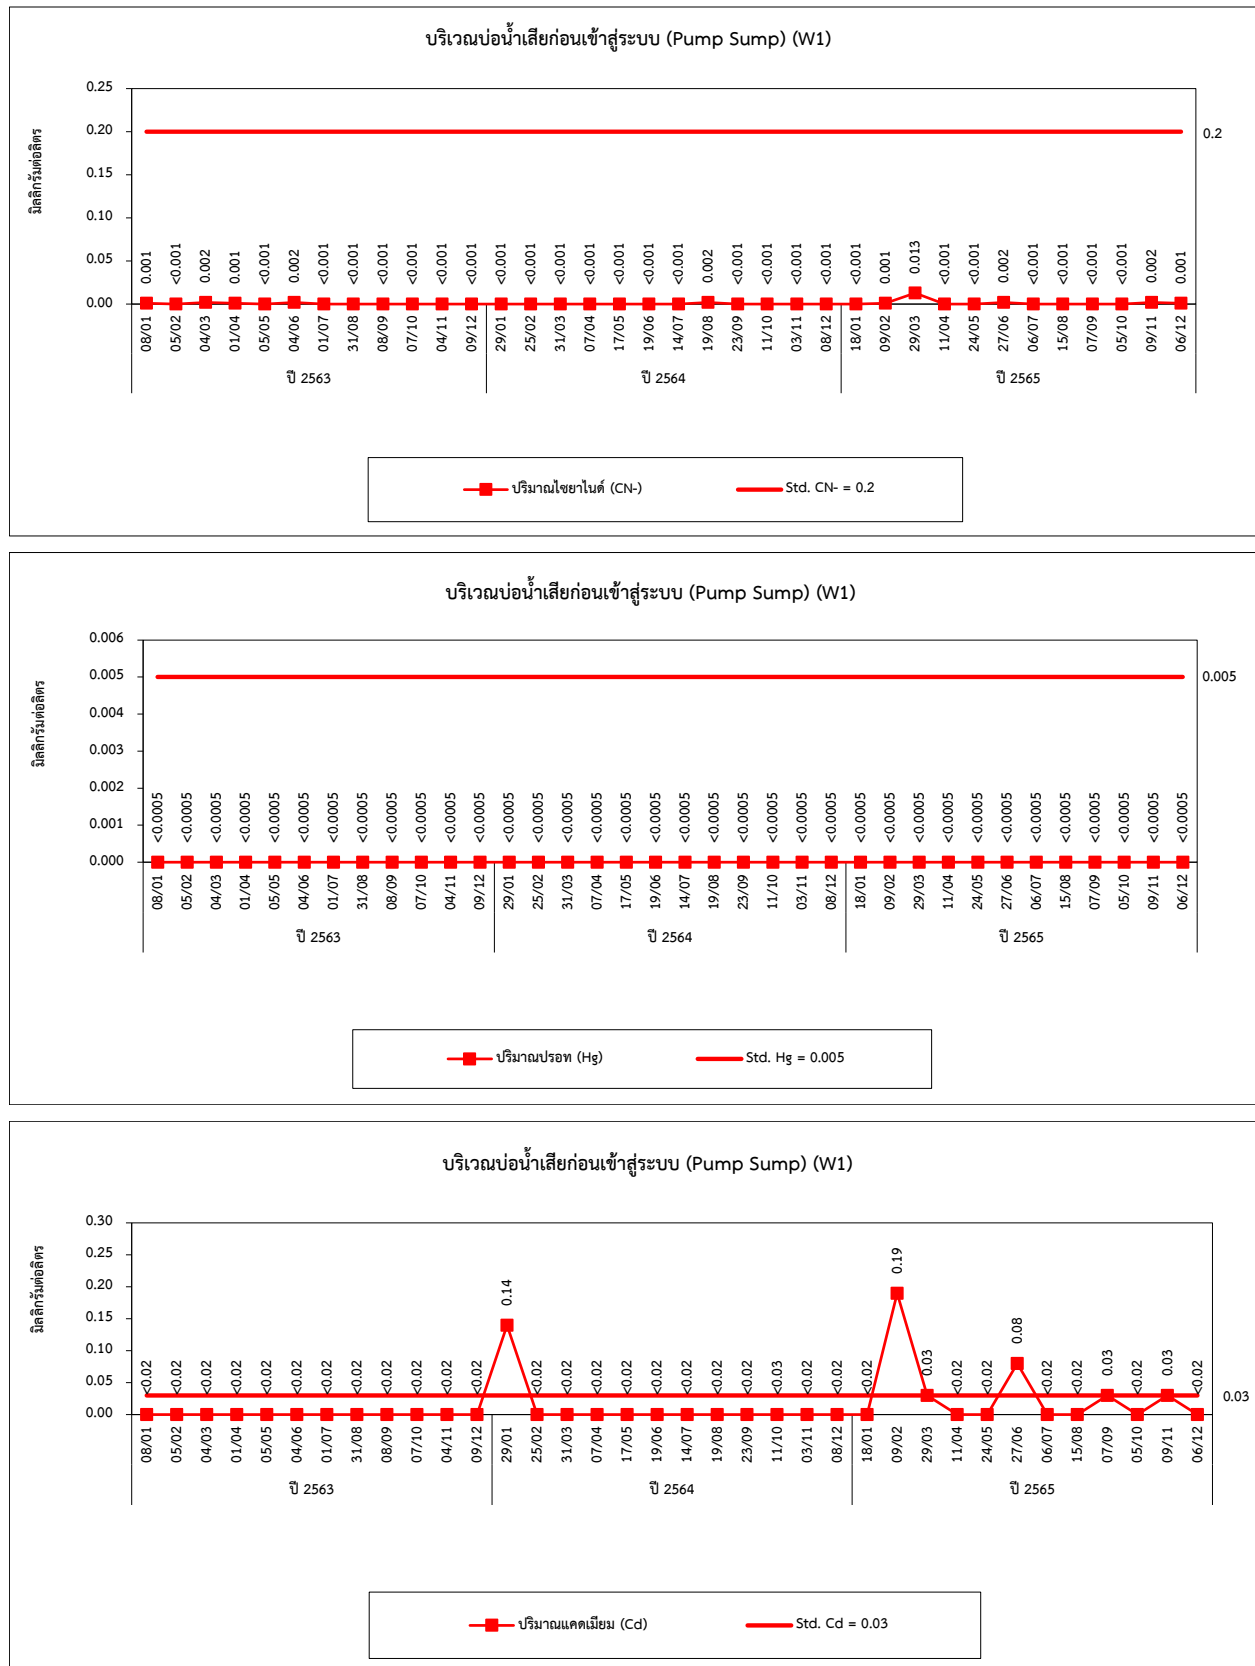 บริเวณบ่อน้ำเสียก่อนเข้าสู่ระบบ (Pump Sump) (W1)
มิลลิกรัมต่อลิตร
0.25
0.20
0.15
0.10
0.05
0.00
0.2
0.001 <0.001 0.002 0.001 <0.001 0.002 <0.001 <0.001 <0.001 <0.001 <0.001 <0.001 <0.001 <0.001 <0.001 <0.001 <0.001 <0.001 <0.001 0.002 <0.001 <0.001 <0.001 <0.001 <0.001 0.001 0.013 <0.001 <0.001 0.002 <0.001 <0.001 <0.001 <0.001 0.002 0.001
08/01 05/02 04/03 01/04 05/05 04/06 01/07 31/08 08/09 07/10 04/11 09/12 29/01 25/02 31/03 07/04 17/05 19/06 14/07 19/08 23/09 11/10 03/11 08/12 18/01 09/02 29/03 11/04 24/05 27/06 06/07 15/08 07/09 05/10 09/11 06/12
ปี 2563 ปี 2564 ปี 2565
ปริมาณไซยาไนด์ (CN-) Std. CN- = 0.2
บริเวณบ่อน้ำเสียก่อนเข้าสู่ระบบ (Pump Sump) (W1)
มิลลิกรัมต่อลิตร
0.006
0.005
0.004
0.003
0.002
0.001
0.000
0.005
<0.0005 <0.0005 <0.0005 <0.0005 <0.0005 <0.0005 <0.0005 <0.0005 <0.0005 <0.0005 <0.0005 <0.0005 <0.0005 <0.0005 <0.0005 <0.0005 <0.0005 <0.0005 <0.0005 <0.0005 <0.0005 <0.0005 <0.0005 <0.0005 <0.0005 <0.0005 <0.0005 <0.0005 <0.0005 <0.0005 <0.0005 <0.0005 <0.0005 <0.0005 <0.0005 <0.0005
08/01 05/02 04/03 01/04 05/05 04/06 01/07 31/08 08/09 07/10 04/11 09/12 29/01 25/02 31/03 07/04 17/05 19/06 14/07 19/08 23/09 11/10 03/11 08/12 18/01 09/02 29/03 11/04 24/05 27/06 06/07 15/08 07/09 05/10 09/11 06/12
ปี 2563 ปี 2564 ปี 2565
ปริมาณปรอท (Hg) Std. Hg = 0.005
บริเวณบ่อน้ำเสียก่อนเข้าสู่ระบบ (Pump Sump) (W1)
มิลลิกรัมต่อลิตร
0.30
0.25
0.20
0.15
0.10
0.05
0.00
0.03
<0.02 <0.02 <0.02 <0.02 <0.02 <0.02 <0.02 <0.02 <0.02 <0.02 <0.02 <0.02 0.14 <0.02 <0.02 <0.02 <0.02 <0.02 <0.02 <0.02 <0.02 <0.03 <0.02 <0.02 <0.02 0.19 0.03 <0.02 <0.02 0.08 <0.02 <0.02 0.03 <0.02 0.03 <0.02
08/01 05/02 04/03 01/04 05/05 04/06 01/07 31/08 08/09 07/10 04/11 09/12 29/01 25/02 31/03 07/04 17/05 19/06 14/07 19/08 23/09 11/10 03/11 08/12 18/01 09/02 29/03 11/04 24/05 27/06 06/07 15/08 07/09 05/10 09/11 06/12
ปี 2563 ปี 2564 ปี 2565
ปริมาณแคดเมียม (Cd) Std. Cd = 0.03